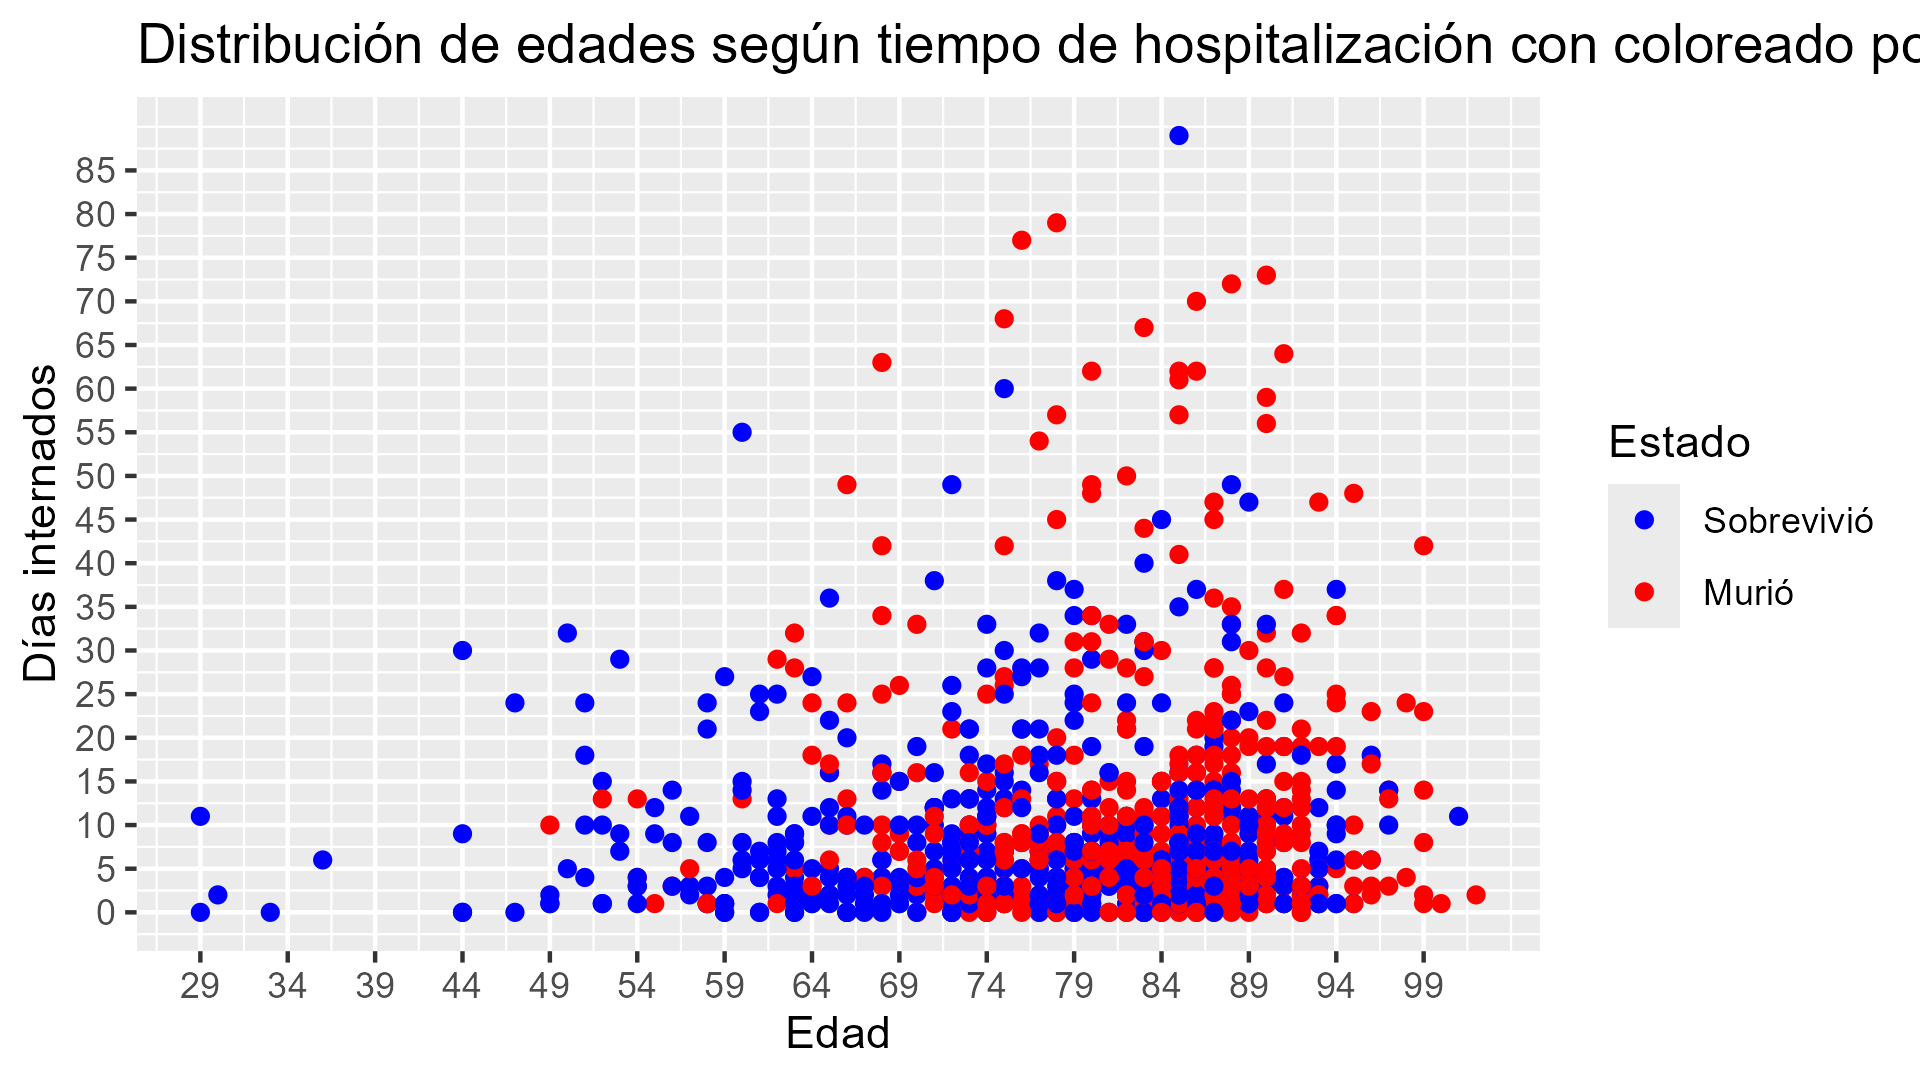 Distribución de edades según tiempo de hospitalización con coloreado
Días internados
85
80
75
70
65
60
55
50
45
40
35
30
25
20
15
10
5
0
29 34 39 44 49 54 59 64 69 74 79 84 89 94 99
Edad
Estado
Sobrevivió
Murió